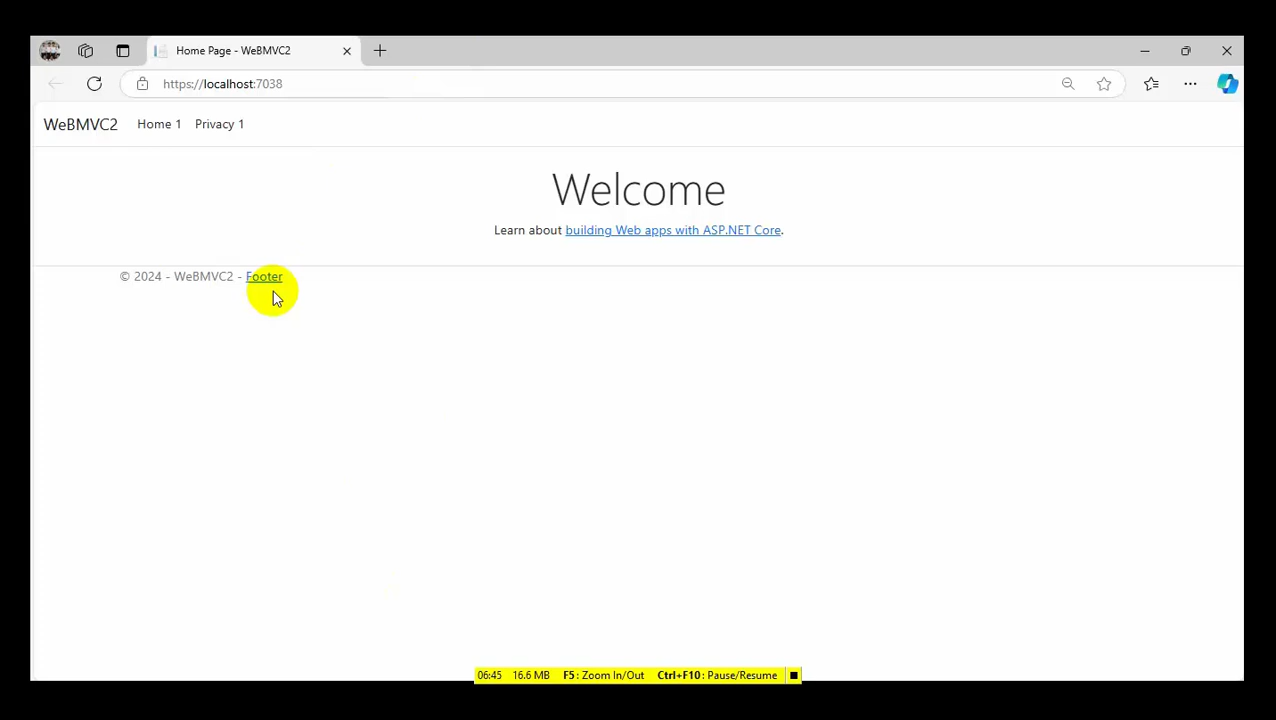 Home Page - WeBMVC2
https://localhost:7038
WeBMVC2 Home 1 Privacy 1
Welcome
Learn about building Web apps with ASP.NET Core.
© 2024 - WeBMVC2 - Footer
06:45 16.6 MB F5: Zoom In/Out Ctrl+F10: Pause/Resume